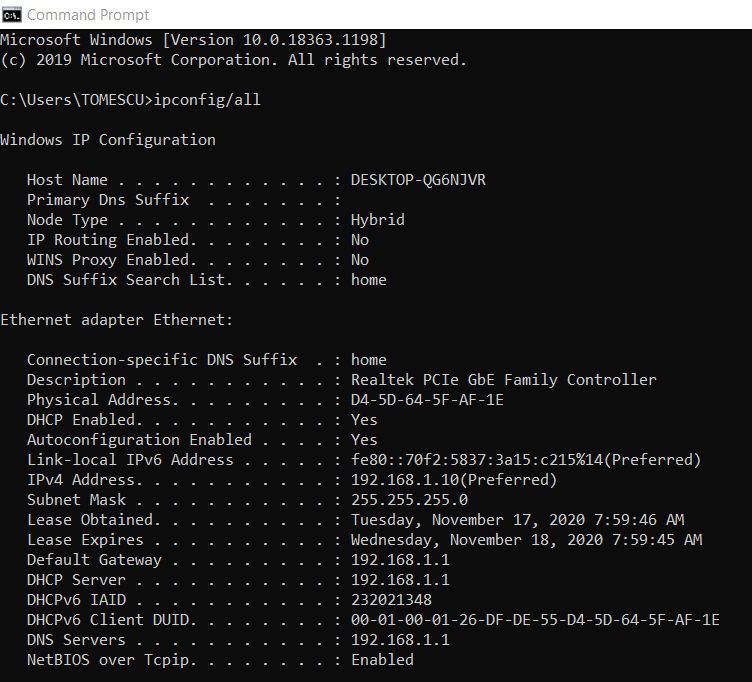 Command Prompt
Microsoft Windows [Version 10.0.18363.1198]
(c) 2019 Microsoft Corporation. All rights reserved.
C:\Users\TOMESCU>ipconfig/all
Windows IP Configuration
Host Name . . . . . . . . . . . . : DESKTOP-QG6NJVR
Primary Dns Suffix  . . . . . . . :
Node Type . . . . . . . . . . . . : Hybrid
IP Routing Enabled. . . . . . . . : No
WINS Proxy Enabled. . . . . . . . : No
DNS Suffix Search List. . . . . . : home
Ethernet adapter Ethernet:
Connection-specific DNS Suffix  . : home
Description . . . . . . . . . . . : Realtek PCIe GbE Family Controller
Physical Address. . . . . . . . . : D4-5D-64-5F-AF-1E
DHCP Enabled. . . . . . . . . . . : Yes
Autoconfiguration Enabled . . . . : Yes
Link-local IPv6 Address . . . . . : fe80::70f2:5837:3a15:c215%14(Preferred)
IPv4 Address. . . . . . . . . . . : 192.168.1.10(Preferred)
Subnet Mask . . . . . . . . . . . : 255.255.255.0
Lease Obtained. . . . . . . . . . : Tuesday, November 17, 2020 7:59:46 AM
Lease Expires . . . . . . . . . . : Wednesday, November 18, 2020 7:59:45 AM
Default Gateway . . . . . . . . . : 192.168.1.1
DHCP Server . . . . . . . . . . . : 192.168.1.1
DHCPv6 IAID . . . . . . . . . . . : 232021348
DHCPv6 Client DUID. . . . . . . . : 00-01-00-01-26-DF-DE-55-D4-5D-64-5F-AF-1E
DNS Servers . . . . . . . . . . . : 192.168.1.1
NetBIOS over Tcpip. . . . . . . . : Enabled